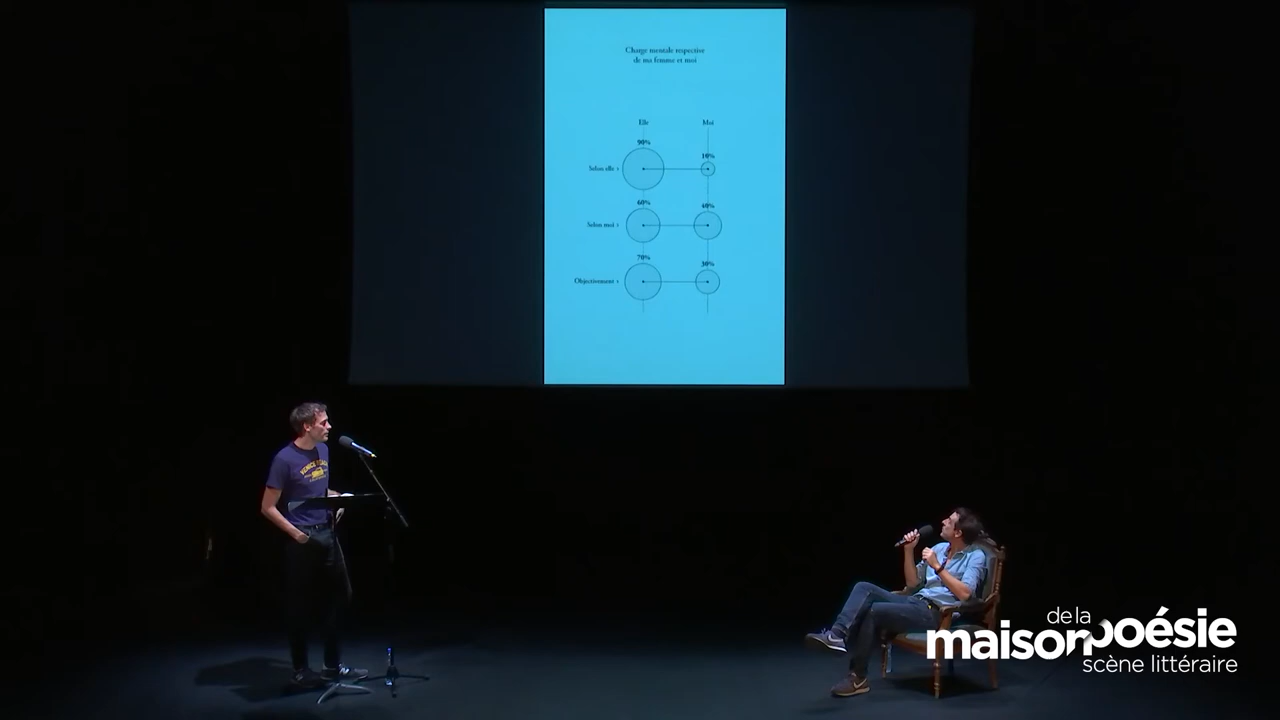 Charge mentale respective
de ma femme et moi
Elle Moi
90% 10%
Selon elle :
60% 40%
Selon moi :
70% 30%
Objectivement :
VENICE
maison de la poésie
scène littéraire